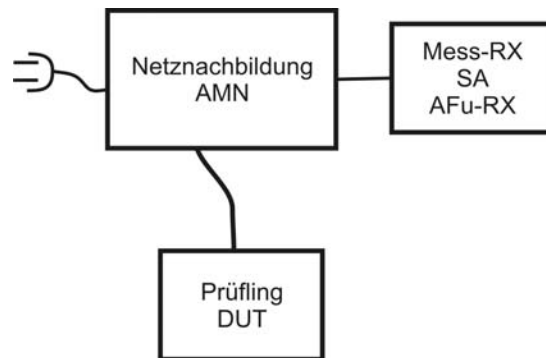 Netznachbildung
AMN
Mess-RX
SA
AFu-RX
Prüfling
DUT